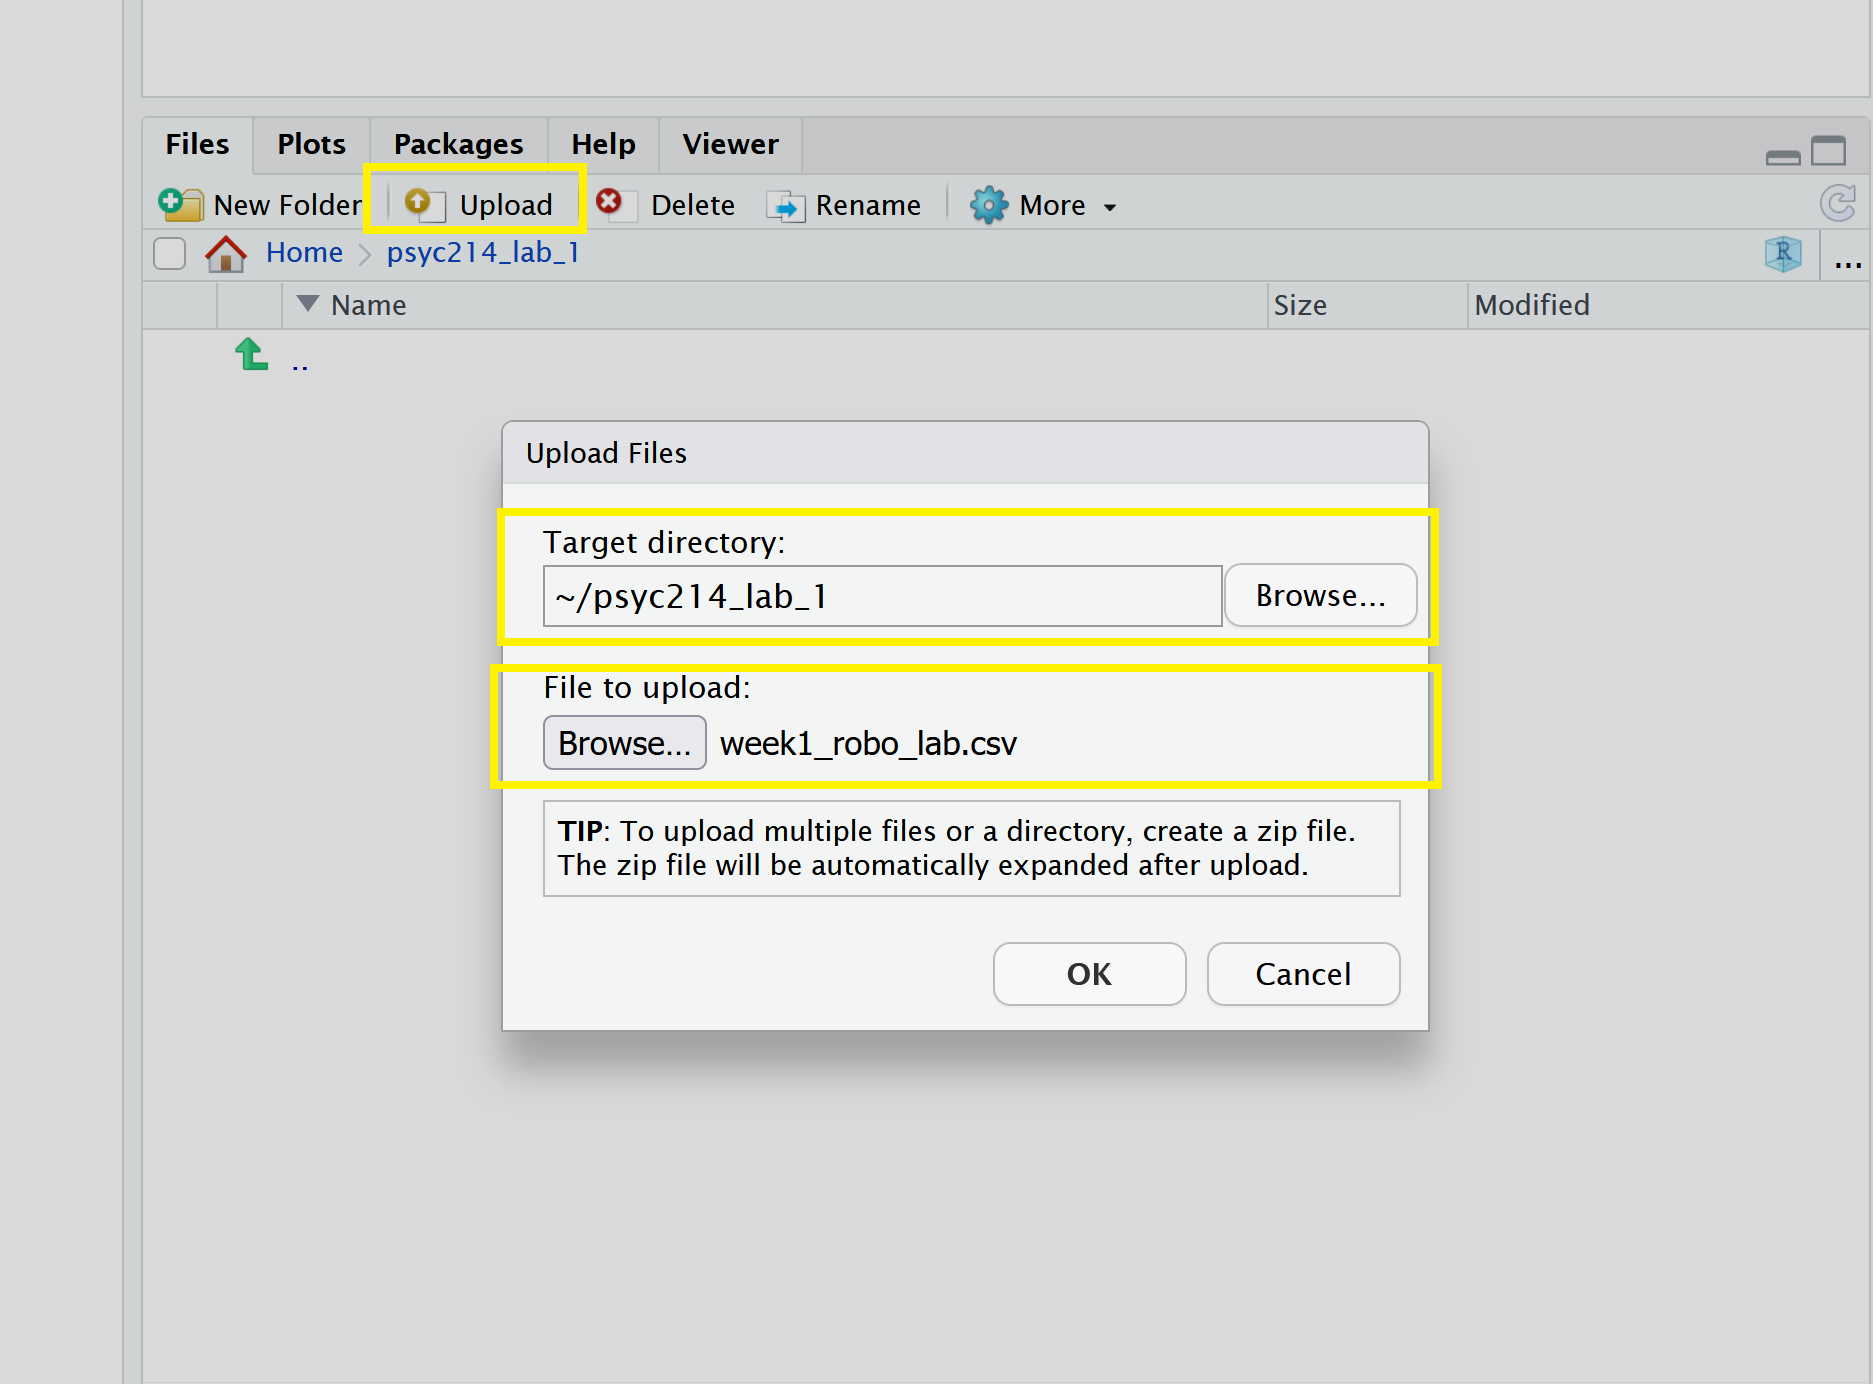 Files Plots Packages Help Viewer
New Folder Upload Delete Rename More
Home psyc214_lab_1 R ...
Name Size Modified
..
Upload Files
Target directory:
~/psyc214_lab_1 Browse...
File to upload:
Browse... week1_robo_lab.csv
TIP: To upload multiple files or a directory, create a zip file.
The zip file will be automatically expanded after upload.
OK Cancel